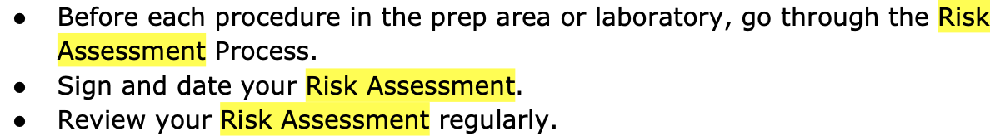 ● Before each procedure in the prep area or laboratory, go through the Risk
Assessment Process.
● Sign and date your Risk Assessment.
● Review your Risk Assessment regularly.